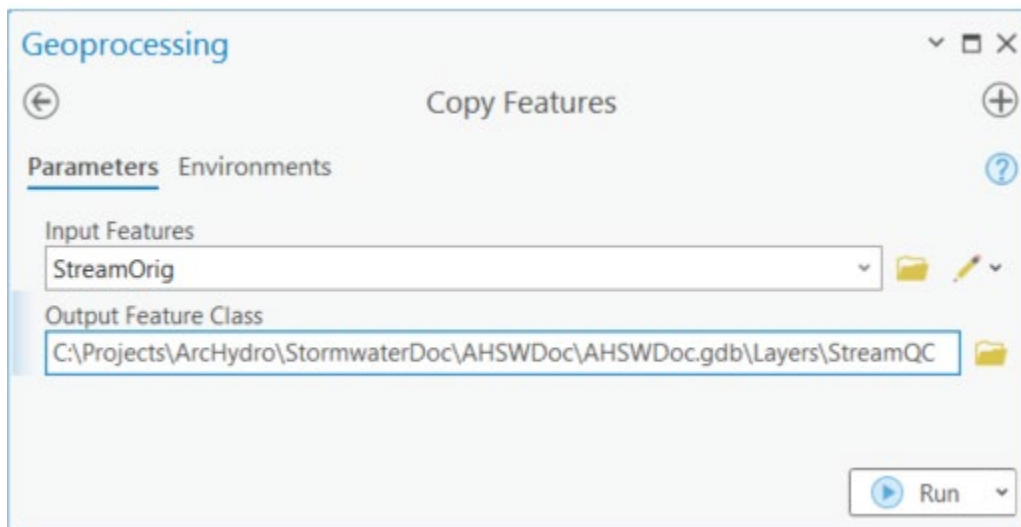 Geoprocessing
Copy Features
Parameters Environments
Input Features
StreamOrig
Output Feature Class
C:\Projects\ArcHydro\StormwaterDoc\AHSWDoc\AHSWDoc.gdb\Layers\StreamQC
Run